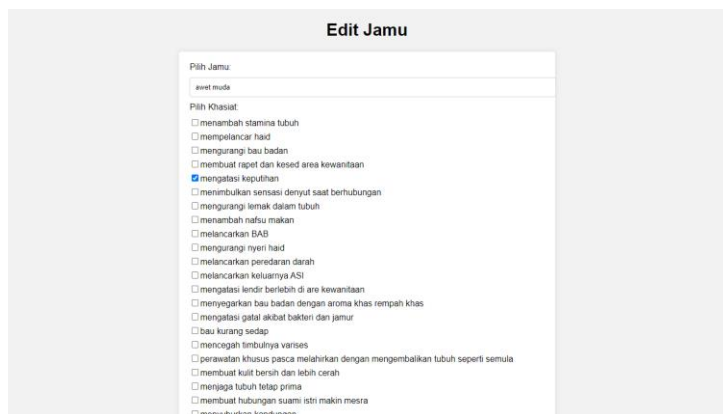 Edit Jamu
Pilih Jamu:
awet muda
Pilih Khasiat:
menambah stamina tubuh
mempelancar haid
mengurangi bau badan
membuat rapet dan kesed area kewanitaan
mengatasi keputihan
menimbulkan sensasi denyut saat berhubungan
mengurangi lemak dalam tubuh
menambah nafsu makan
melancarkan BAB
mengurangi nyeri haid
melancarkan peredaran darah
melancarkan keluarnya ASI
mengatasi lendir berlebih di are kewanitaan
menyegarkan bau badan dengan aroma khas rempah khas
mengatasi gatal akibat bakteri dan jamur
bau kurang sedap
mencegah timbulnya varises
perawatan khusus pasca melahirkan dengan mengembalikan tubuh seperti semula
membuat kulit bersih dan lebih cerah
menjaga tubuh tetap prima
membuat hubungan suami istri makin mesra
menyuburkan kandungan